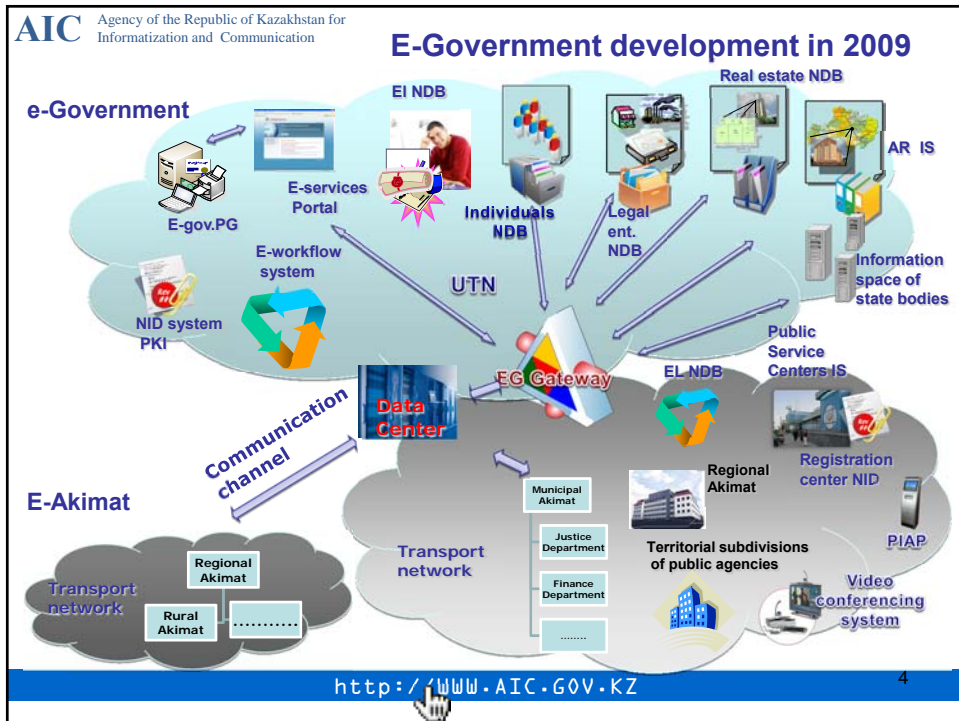 AIC
Agency of the Republic of Kazakhstan for
Informatization and Communication
E-Government development in 2009
e-Government
EI NDB
Real estate NDB
AR IS
E-services
Portal
E-gov.PG
Individuals
NDB
Legal
ent.
NDB
E-workflow
system
UTN
Information
space of
state bodies
NID system
PKI
Public
Service
Centers IS
EG Gateway
EL NDB
Data
Center
Communication
channel
Registration
center NID
Regional
Akimat
E-Akimat
Municipal
Akimat
Justice
Department
Finance
Department
........
PIAP
Transport
network
Territorial subdivisions
of public agencies
Regional
Akimat
Transport
network
Rural
Akimat
...........
Video
conferencing
system
http://WWW.AIC.GOV.KZ
4